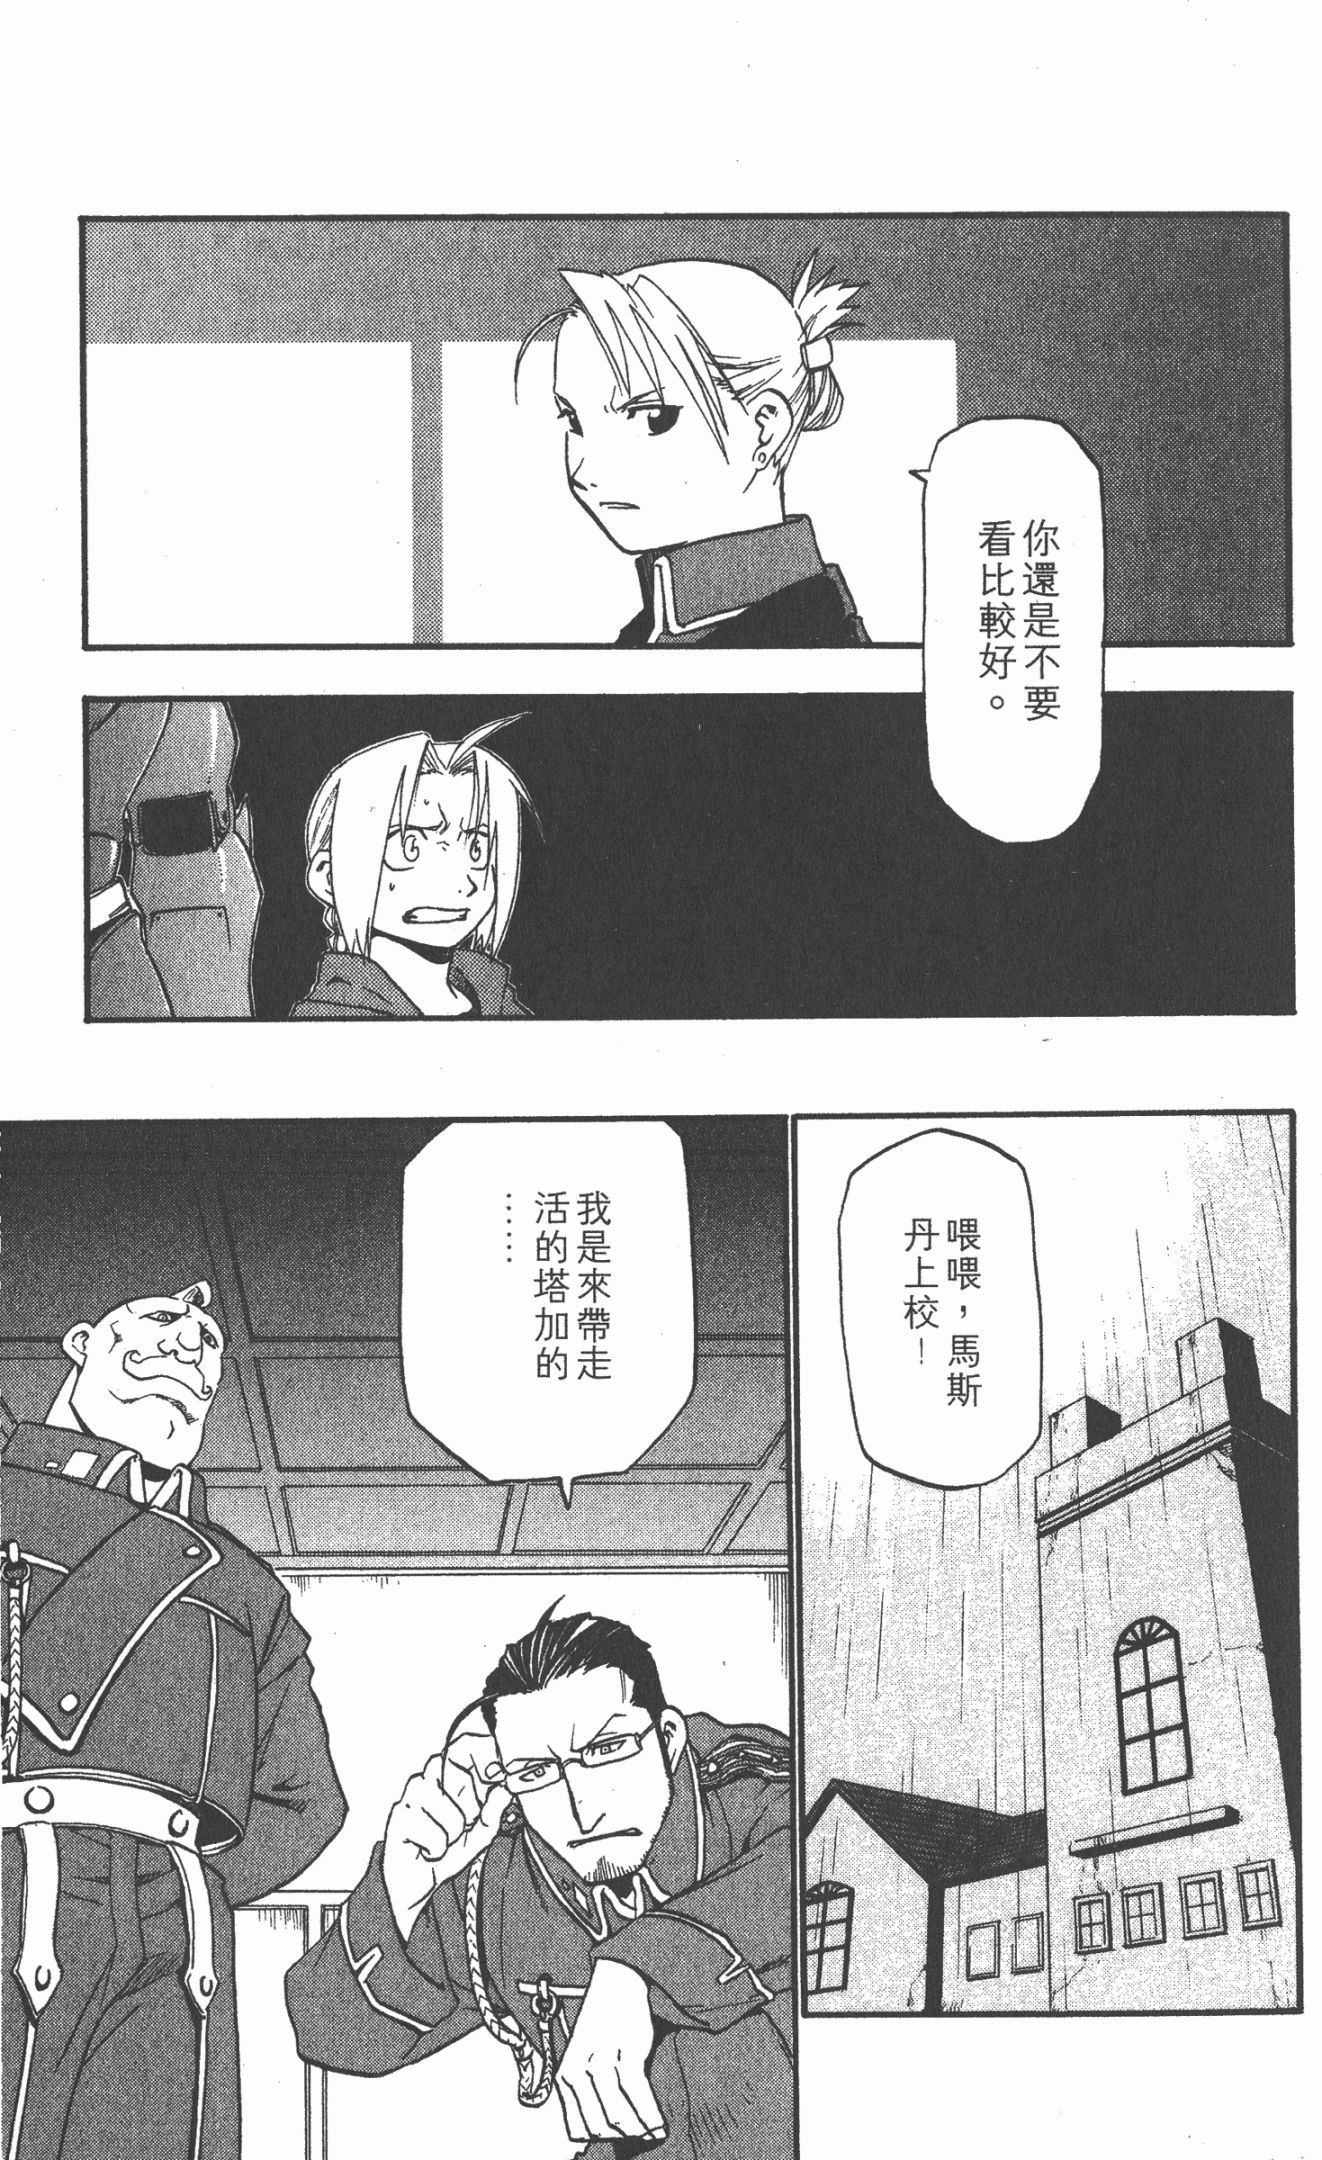 你還是不要
看比較好。
喂喂，馬斯
丹上校！
我是來帶走
活的塔加的
……